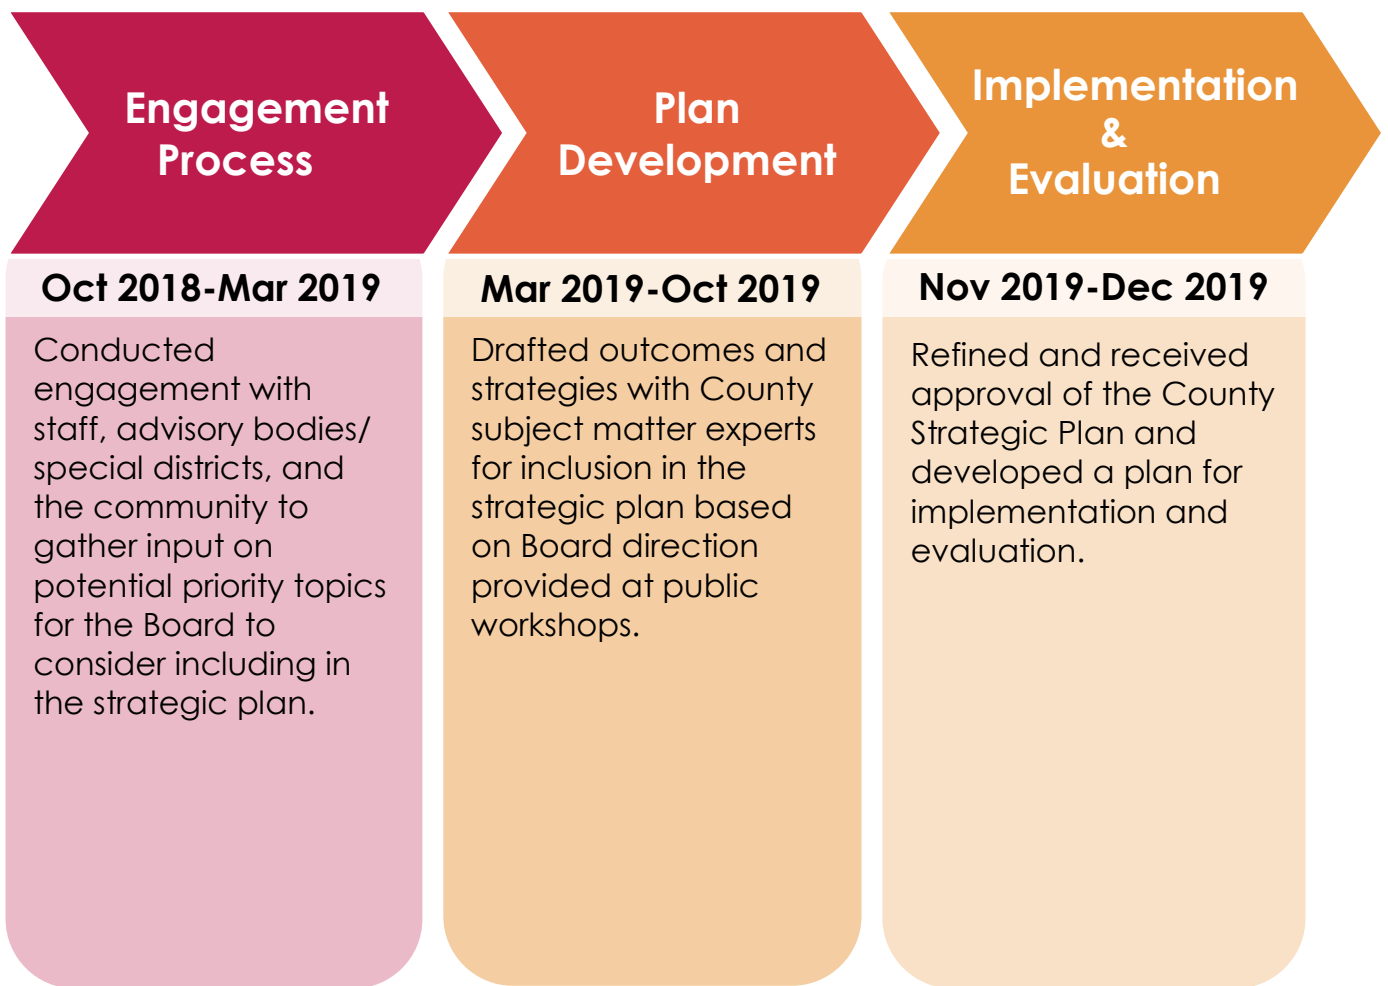 Engagement
Process
Oct 2018-Mar 2019
Conducted
engagement with
staff, advisory bodies/
special districts, and
the community to
gather input on
potential priority topics
for the Board to
consider including in
the strategic plan.
Plan
Development
Mar 2019-Oct 2019
Drafted outcomes and
strategies with County
subject matter experts
for inclusion in the
strategic plan based
on Board direction
provided at public
workshops.
Implementation
&
Evaluation
Nov 2019-Dec 2019
Refined and received
approval of the County
Strategic Plan and
developed a plan for
implementation and
evaluation.